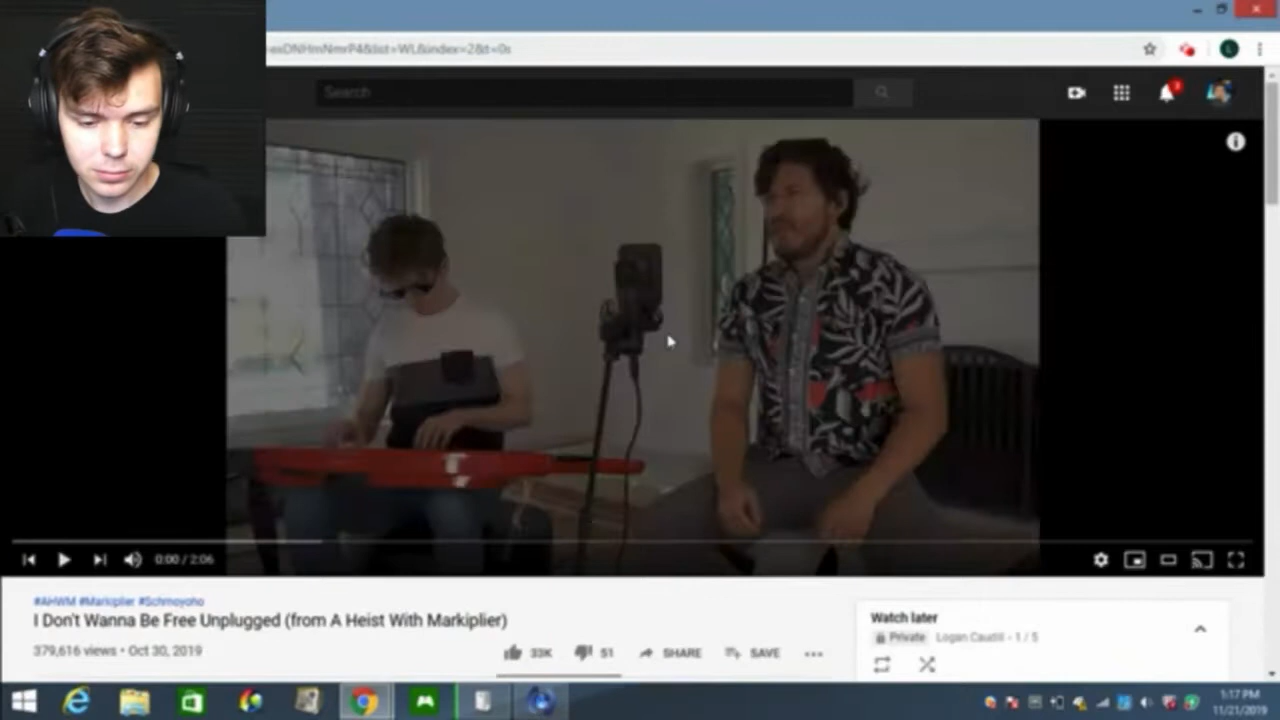 Search
0:00 / 2:06
#AHWM #Markiplier #Schmoyoho
I Don't Wanna Be Free Unplugged (from A Heist With Markiplier)
379,616 views • Oct 30, 2019
33K
51
SHARE
SAVE
Watch later
Private Logan Caudill - 1 / 5
1:17 PM
11/21/2019